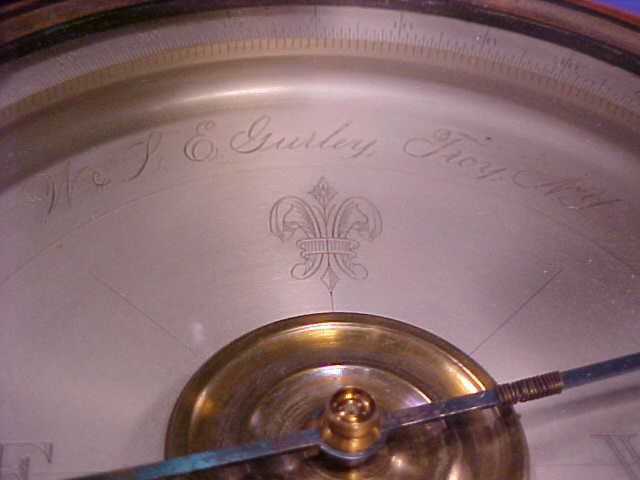 W. & L. E. Gurley, Troy, N.Y.
E W